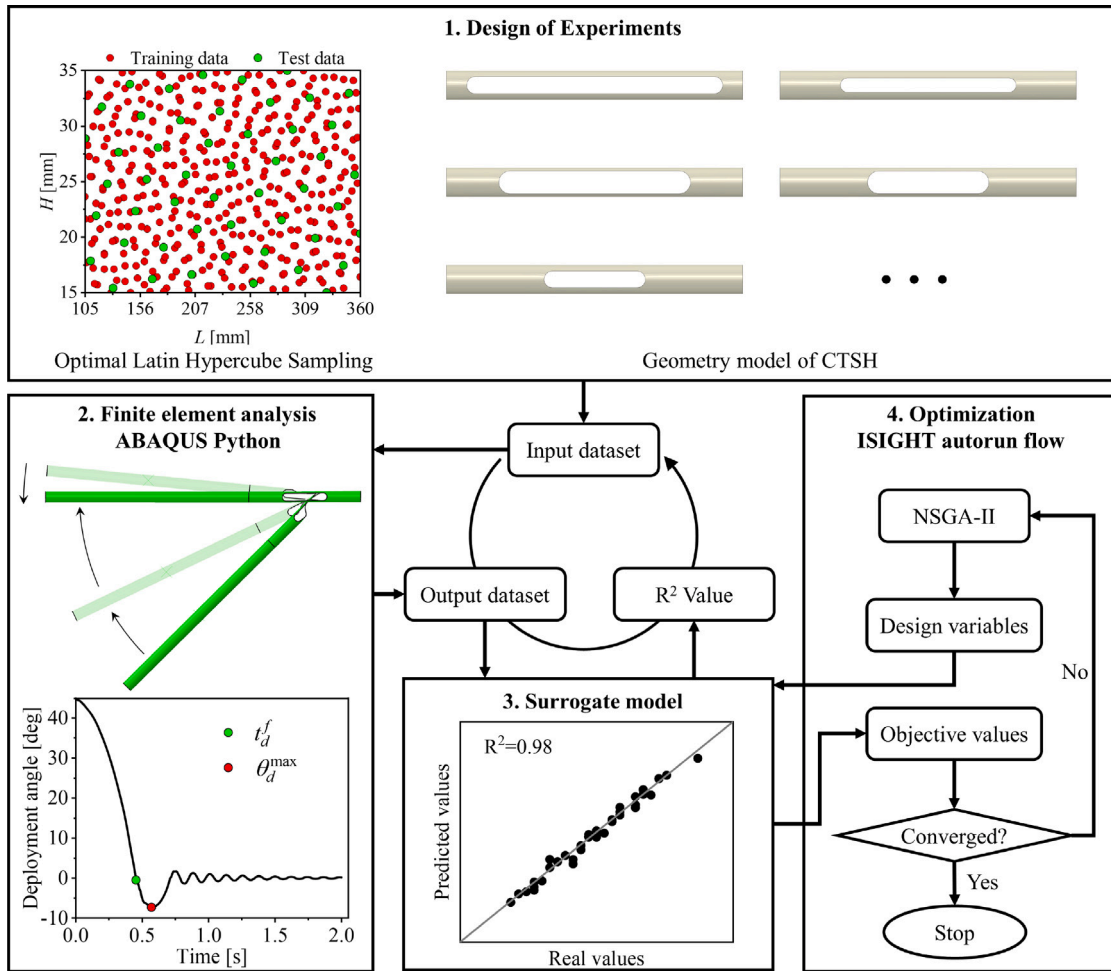 1. Design of Experiments
Training data Test data
35
30
25
20
15
H [mm]
105 156 207 258 309 360
L [mm]
Optimal Latin Hypercube Sampling
Geometry model of CTSH
2. Finite element analysis
ABAQUS Python
Deployment angle [deg]
40
30
20
10
0
-10
t_d^f
θ_d^max
0.0 0.5 1.0 1.5 2.0
Time [s]
Input dataset
Output dataset
R² Value
3. Surrogate model
R²=0.98
Predicted values
Real values
4. Optimization
ISIGHT autorun flow
NSGA-II
Design variables
No
Objective values
Converged?
Yes
Stop